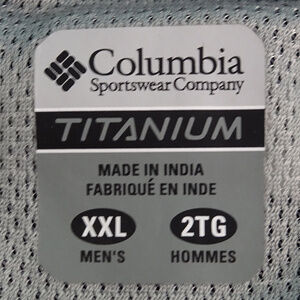 Columbia
Sportswear Company
TITANIUM
MADE IN INDIA
FABRIQUÉ EN INDE
XXL 2TG
MEN'S HOMMES